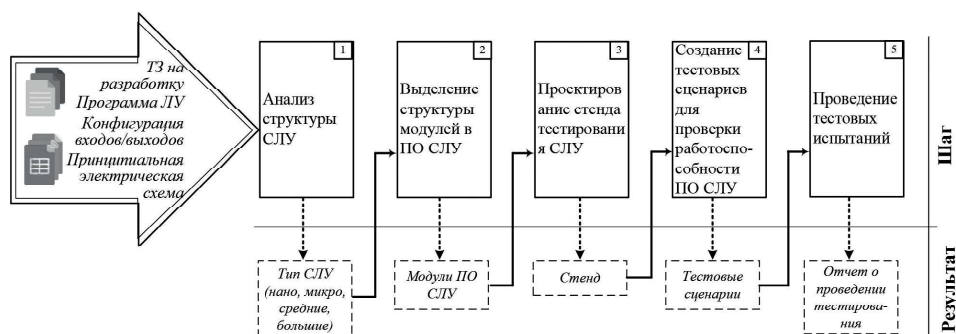 ТЗ на
разработку
Программа ЛУ
Конфигурация
входов/выходов
Принцитиальная
электрическая
схема
1
Анализ
структуры
СЛУ
2
Выделение
структуры
модулей в
ПО СЛУ
3
Проектиров
ание стенда
тестировани
я СЛУ
4
Создание
тестовых
сценариев
для
проверки
работоспо-
собности
ПО СЛУ
5
Проведение
тестовых
испытаний
Шаг
Тип СЛУ
(нано, микро,
средние,
большие)
Модули ПО
СЛУ
Стенд
Тестовые
сценарии
Отчет о
проведении
тестирова-
ния
Результат